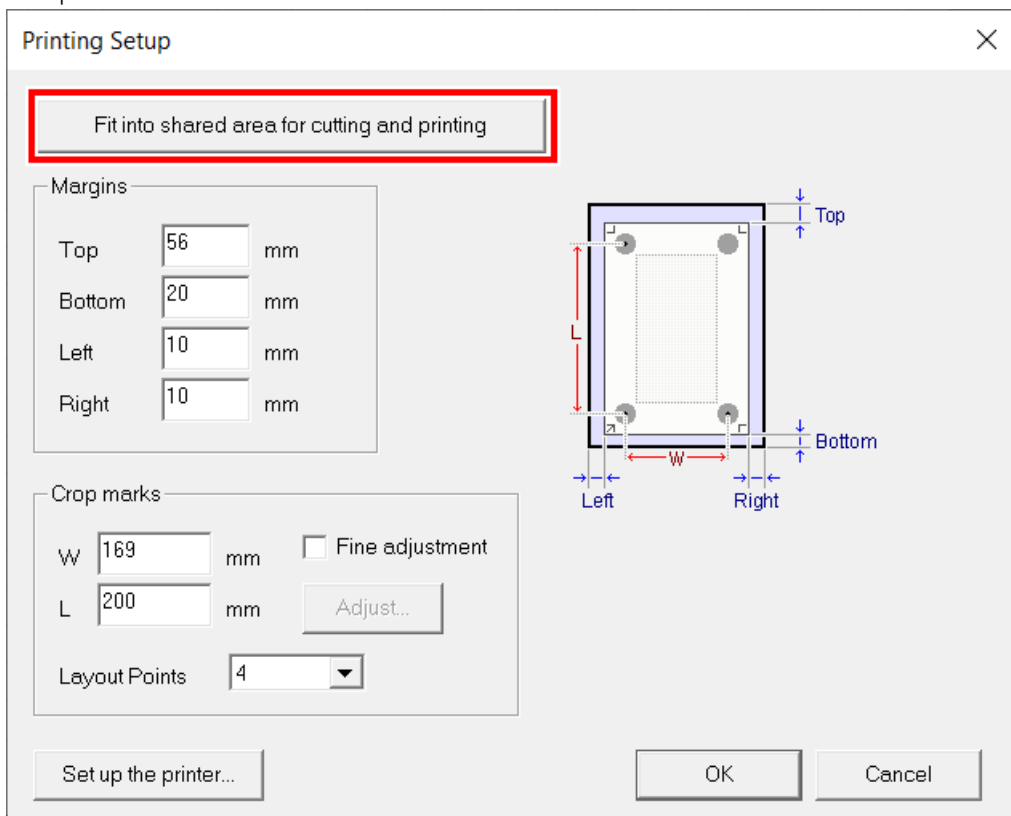 Printing Setup
Fit into shared area for cutting and printing
Margins
Top 56 mm
Bottom 20 mm
Left 10 mm
Right 10 mm
Top
L
W
Bottom
Left Right
Crop marks
W 169 mm Fine adjustment
L 200 mm Adjust...
Layout Points 4
Set up the printer... OK Cancel